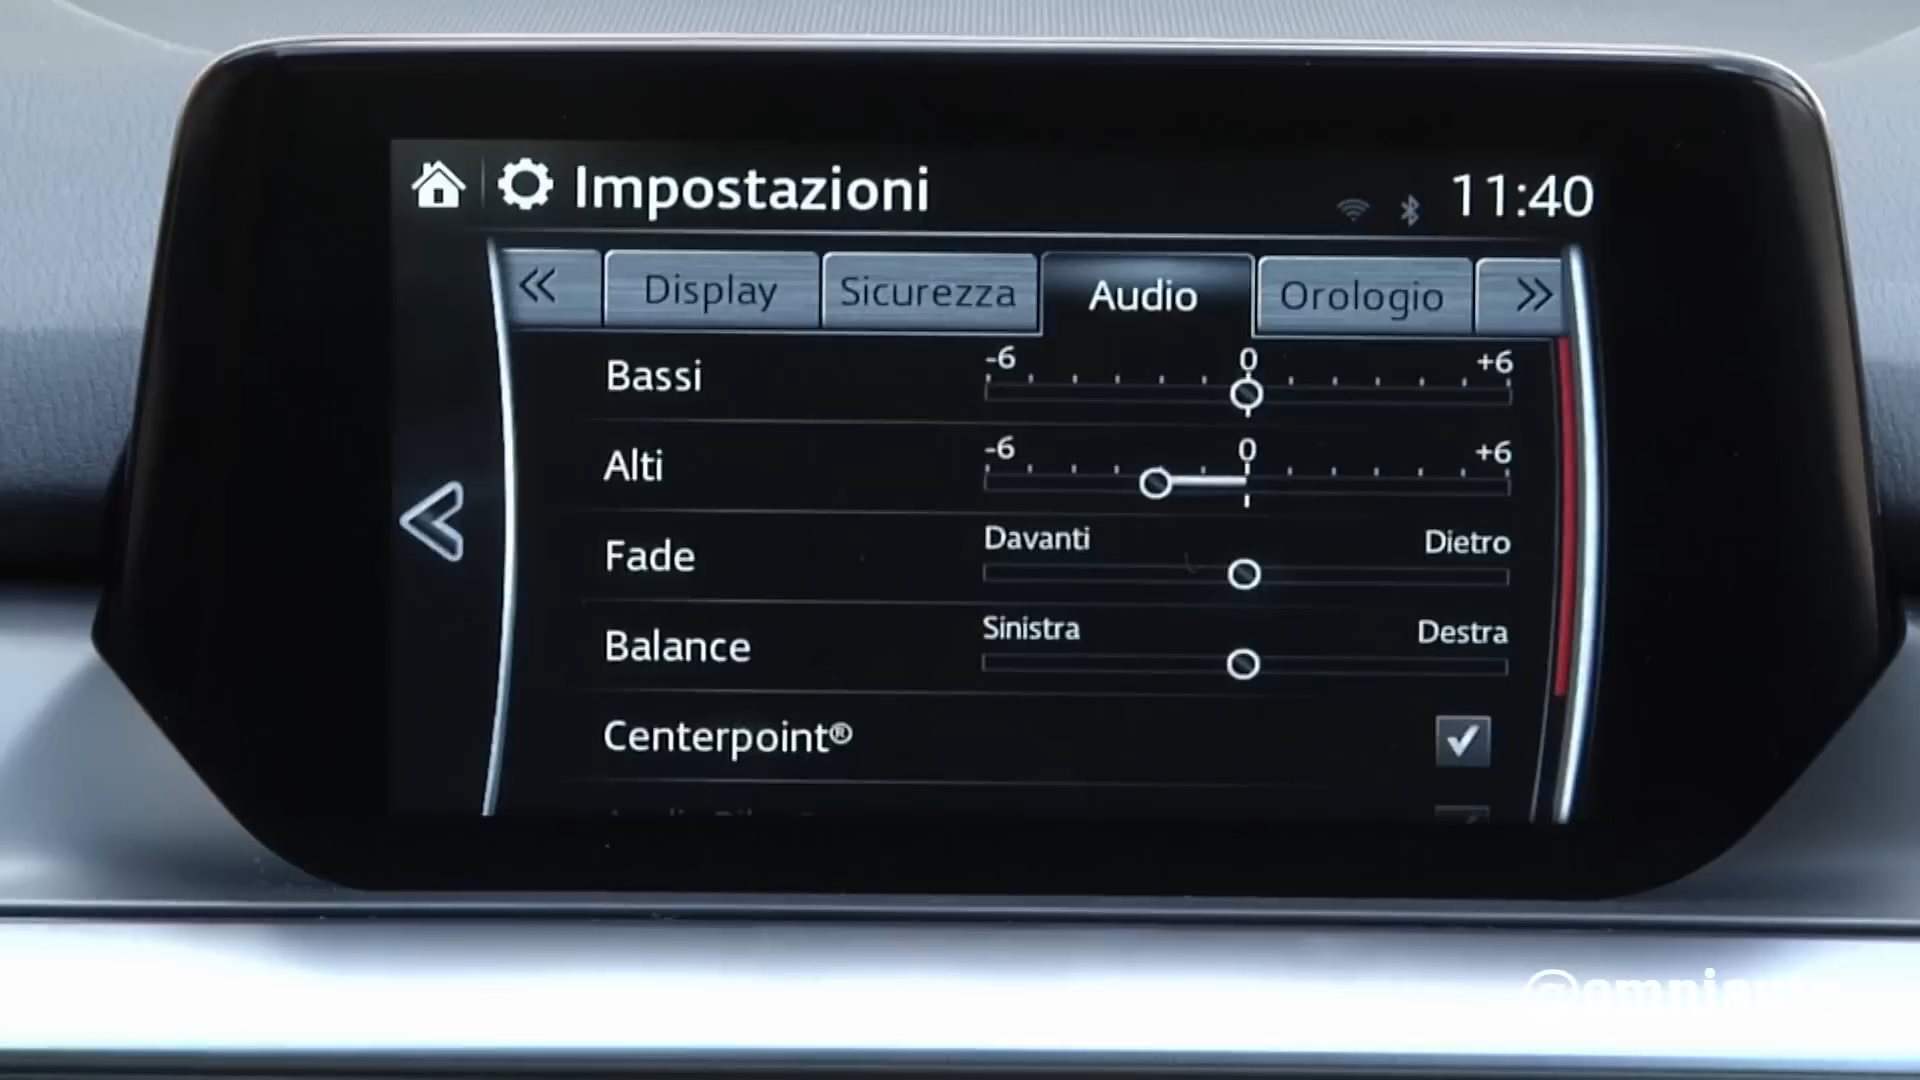 Impostazioni 11:40
« Display Sicurezza Audio Orologio »
Bassi -6 0 +6
Alti -6 0 +6
Fade Davanti Dietro
Balance Sinistra Destra
Centerpoint®